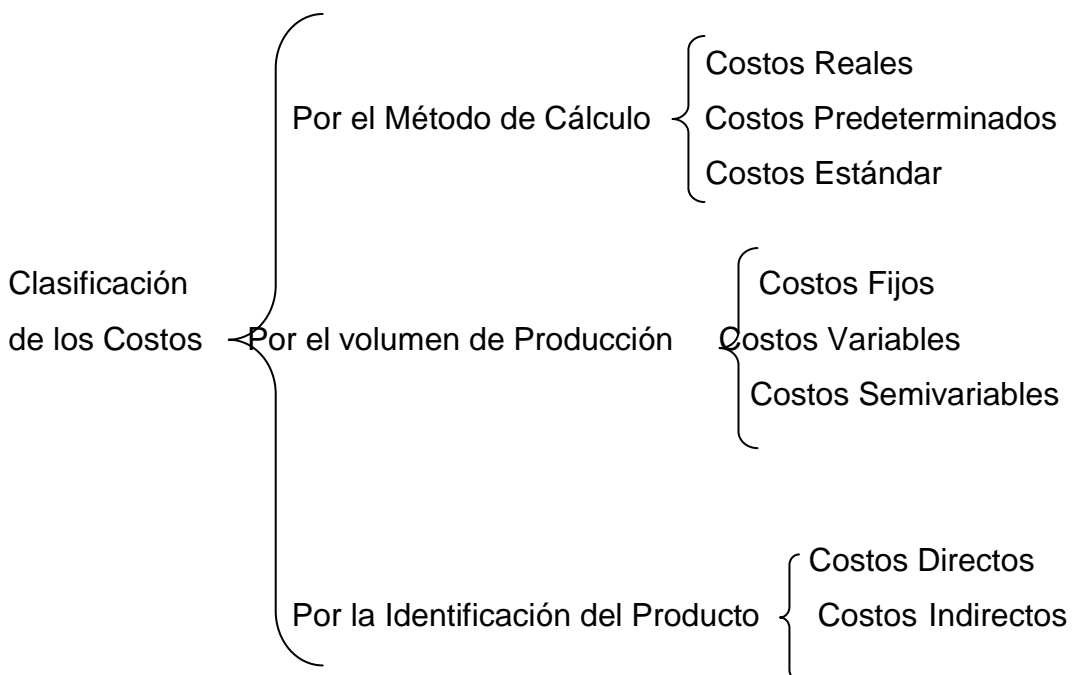 Clasificación
de los Costos
Por el Método de Cálculo
Costos Reales
Costos Predeterminados
Costos Estándar
Por el volumen de Producción
Costos Fijos
Costos Variables
Costos Semivariables
Por la Identificación del Producto
Costos Directos
Costos Indirectos